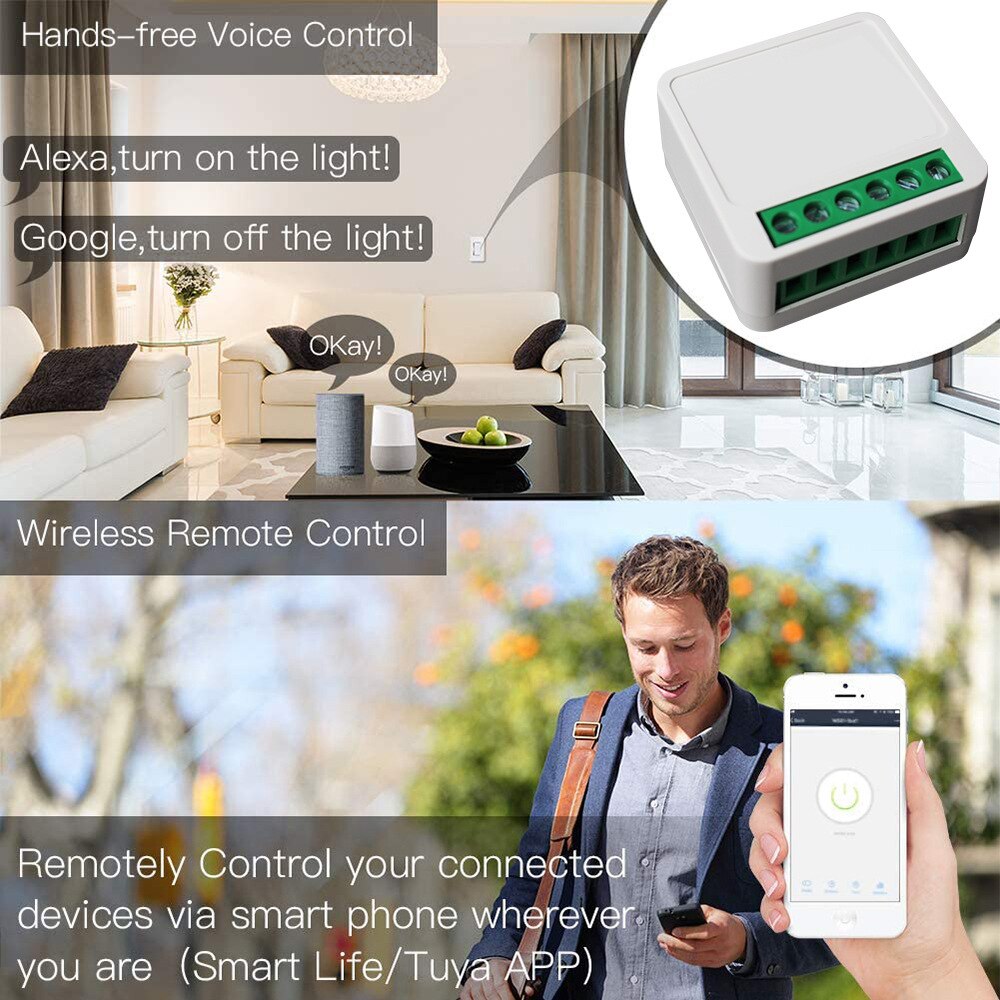 Hands-free Voice Control
Alexa,turn on the light!
Google,turn off the light!
OKay!
OKay!
Wireless Remote Control
Remotely Control your connected
devices via smart phone wherever
you are (Smart Life/Tuya APP)